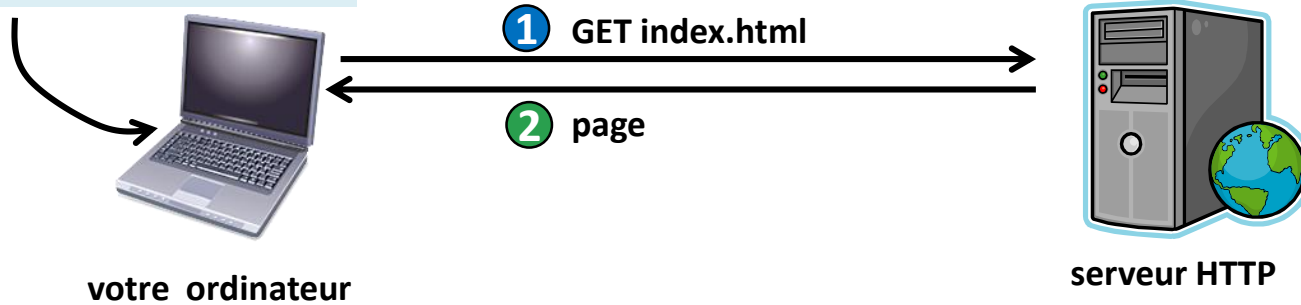 1 GET index.html
2 page
votre ordinateur
serveur HTTP